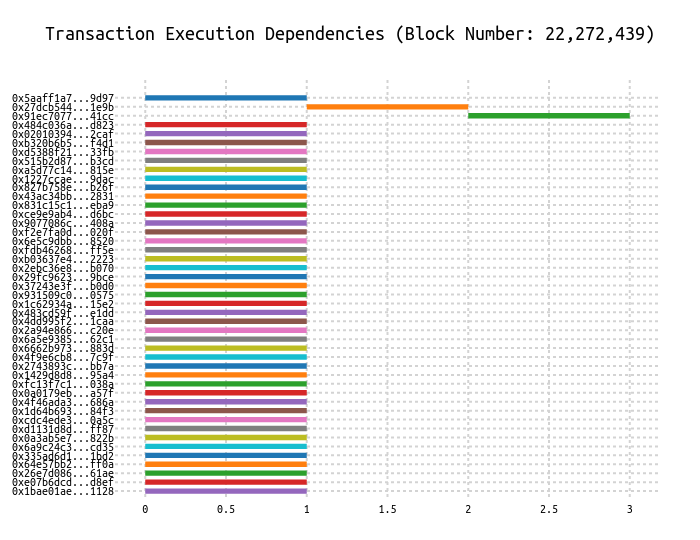 Transaction Execution Dependencies (Block Number: 22,272,439)
0x5aaff1a7...9d97
0x27dcb544...1e9b
0x91ec7077...41cc
0x484c036a...d823
0x02010394...2caf
0xb320b6b5...f4d1
0xd5388f21...33fb
0x515b2d87...b3cd
0xa5d77c14...815e
0x1227ccae...9dac
0x827b758e...b26f
0x43ac34bb...2831
0x831c15c1...eba9
0xce9e9ab4...d6bc
0x9077086c...408a
0xf2e7fa0d...020f
0x6e5c9dbb...8520
0xfdb46268...ff5e
0xb03637e4...2223
0x2ebc36e8...b070
0x29fc9623...9bce
0x37243e3f...b0d0
0x931509c0...0575
0x1c62934a...15e2
0x483cd59f...e1dd
0x4dd995f2...1caa
0x2a94e866...c20e
0x6a5e9385...62c1
0x6662b973...883d
0x4f9e6cb8...7c9f
0x2743893c...bb7a
0x1429d8d8...95a4
0xfc13f7c1...038a
0x0a0179eb...a57f
0x4f46ada3...686a
0x1d64b693...84f3
0xcdc4ede3...0a5c
0xd1131d8d...ff87
0x0a3ab5e7...822b
0x6a9c24c3...cd35
0x335ad6d1...1bd2
0x64e57bb2...ff0a
0x26e7d086...61ae
0xe07b6dcd...d8ef
0x1bae01ae...1128
0 0.5 1 1.5 2 2.5 3